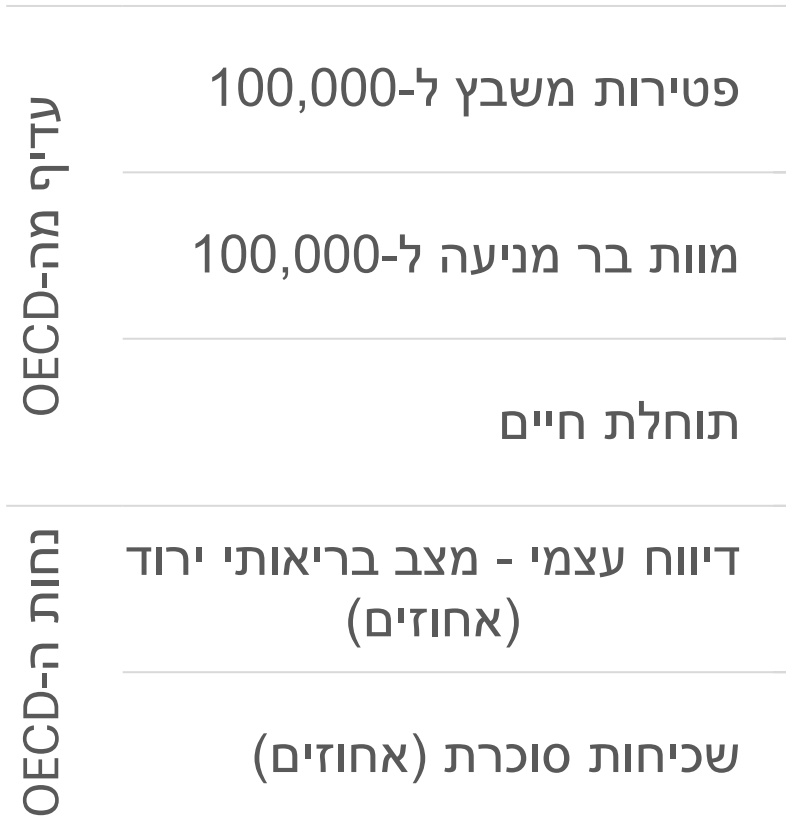 עדיף מה-OECD
פטירות משבץ ל-100,000
מוות בר מניעה ל-100,000
תוחלת חיים
נחות ה-OECD
דיווח עצמי - מצב בריאותי ירוד
(אחוזים)
שכיחות סוכרת (אחוזים)